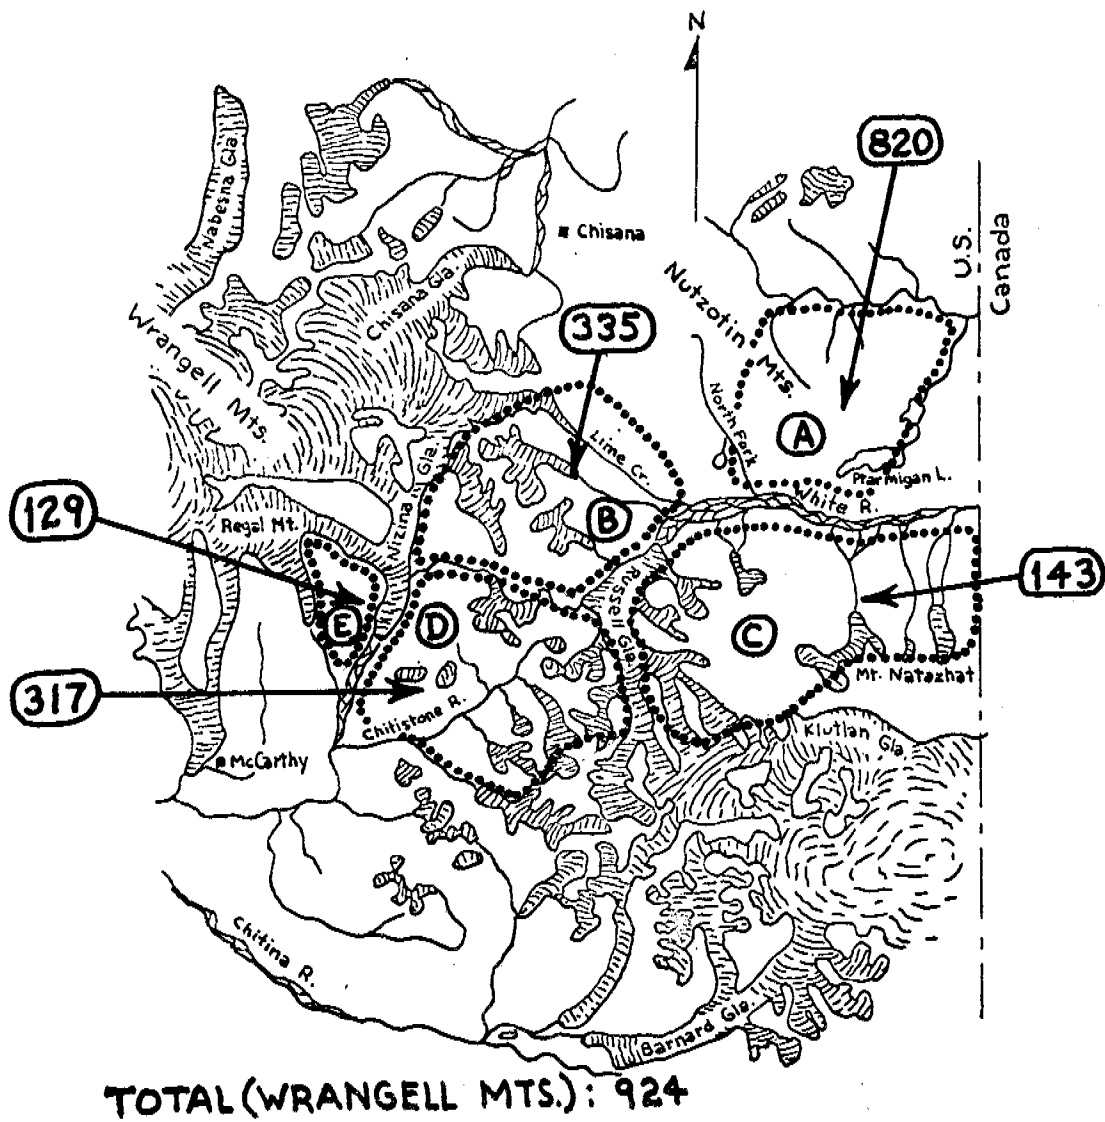 N
820
Nabesna Gla.
Chisana
U.S.
Canada
Chisana Gla.
Nutzotin Mts.
335
Wrangell Mts.
North Fork
A
Lime Cr.
Nizina Gla.
Ptarmigan L.
White R.
129
Regal Mt.
B
Russell Gla.
143
E
D
C
317
Mt. Natazhat
Chitistone R.
Klutlan Gla.
McCarthy
Chitina R.
Barnard Gla.
TOTAL (WRANGELL MTS.): 924